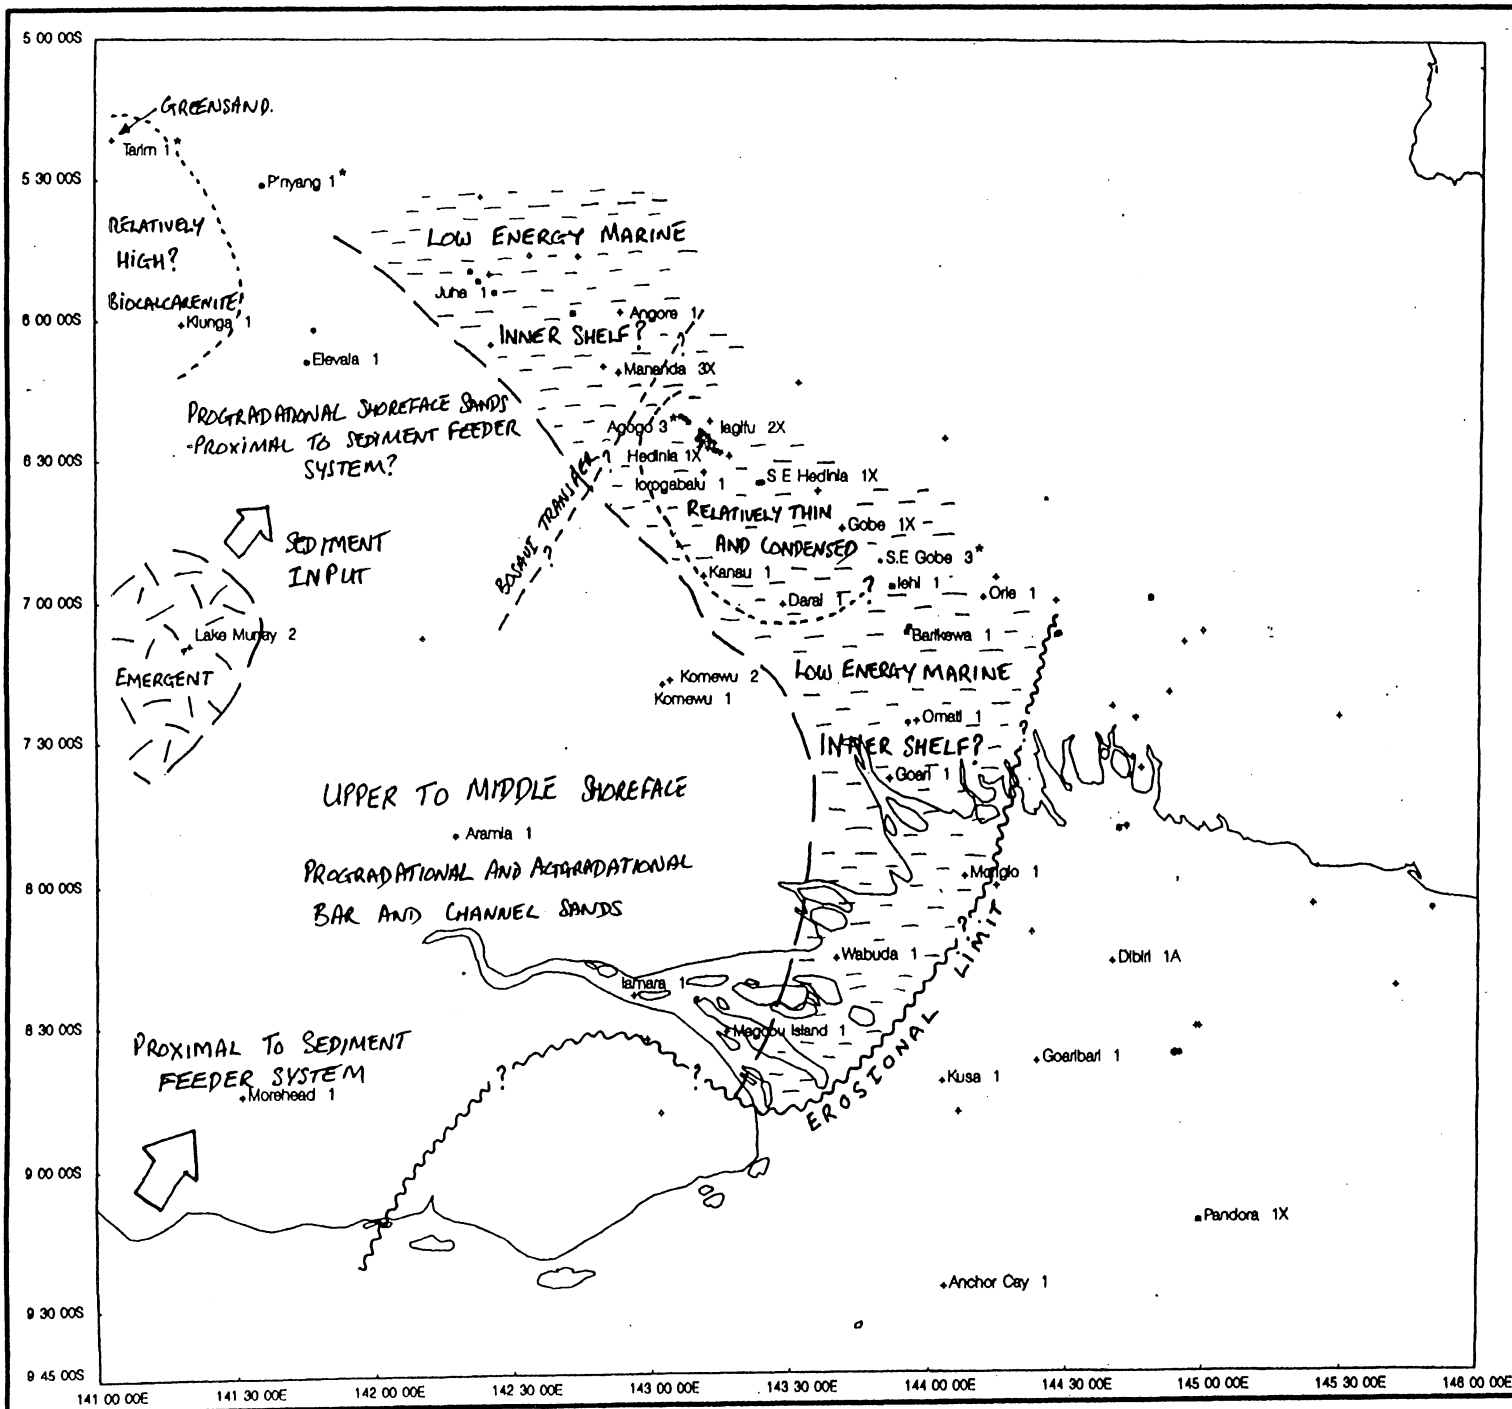 5 00 00S
GREENSAND.
Tarim 1*
5 30 00S
P'nyang 1*
RELATIVELY
HIGH?
BIOCALCARENITE
LOW ENERGY MARINE
Juha 1
6 00 00S
Kiunga 1
Angore 1
INNER SHELF?
?
Elevala 1
Mananda 3X
PROGRADATIONAL SHOREFACE SANDS
-PROXIMAL TO SEDIMENT FEEDER
SYSTEM?
Agogo 3
Iagifu 2X
Hedinia 1X
6 30 00S
Iorogabaiu 1
S E Hedinia 1X
BOSAVI TRANSFER
?
?
RELATIVELY THIN
AND CONDENSED
Gobe 1X
S.E Gobe 3*
SEDIMENT
INPUT
Kanau 1
Iehi 1
?
Darai 1
Orie 1
7 00 00S
Lake Murray 2
EMERGENT
Barikewa 1
LOW ENERGY MARINE
Komewu 2
Komewu 1
Omati 1
?
7 30 00S
INNER SHELF?
Goari 1
UPPER TO MIDDLE SHOREFACE
Aramia 1
PROGRADATIONAL AND AGGRADATIONAL
BAR AND CHANNEL SANDS
8 00 00S
Mariglo 1
?
Wabuda 1
Dibiri 1A
Iamara 1
8 30 00S
Magobu Island 1
EROSIONAL LIMIT
PROXIMAL TO SEDIMENT
FEEDER SYSTEM
Morehead 1
?
?
Goaribari 1
Kusa 1
9 00 00S
Pandora 1X
Anchor Cay 1
9 30 00S
9 45 00S
141 00 00E
141 30 00E
142 00 00E
142 30 00E
143 00 00E
143 30 00E
144 00 00E
144 30 00E
145 00 00E
145 30 00E
146 00 00E